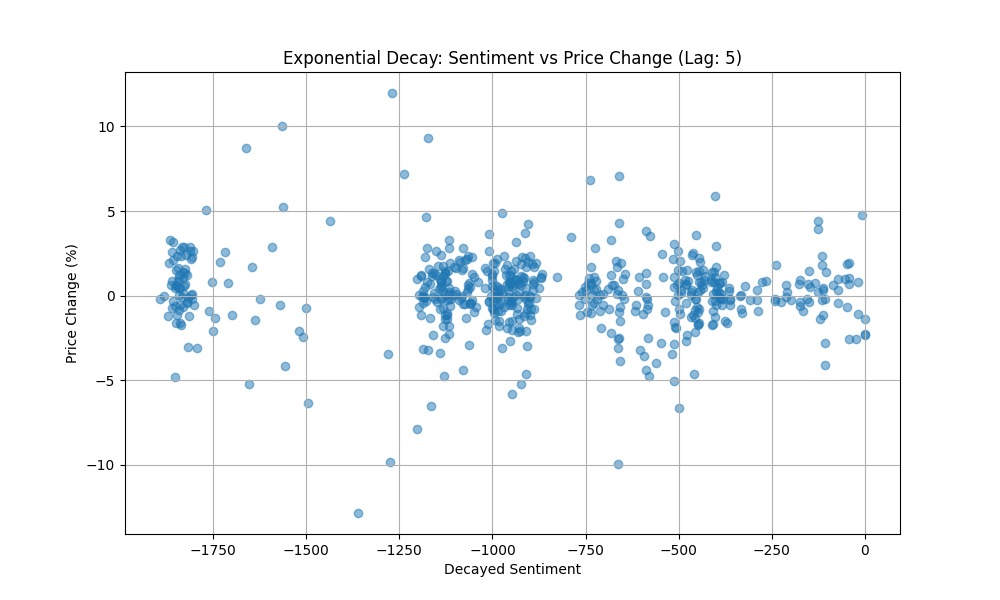 Exponential Decay: Sentiment vs Price Change (Lag: 5)
10
5
0
−5
−10
Price Change (%)
−1750 −1500 −1250 −1000 −750 −500 −250 0
Decayed Sentiment